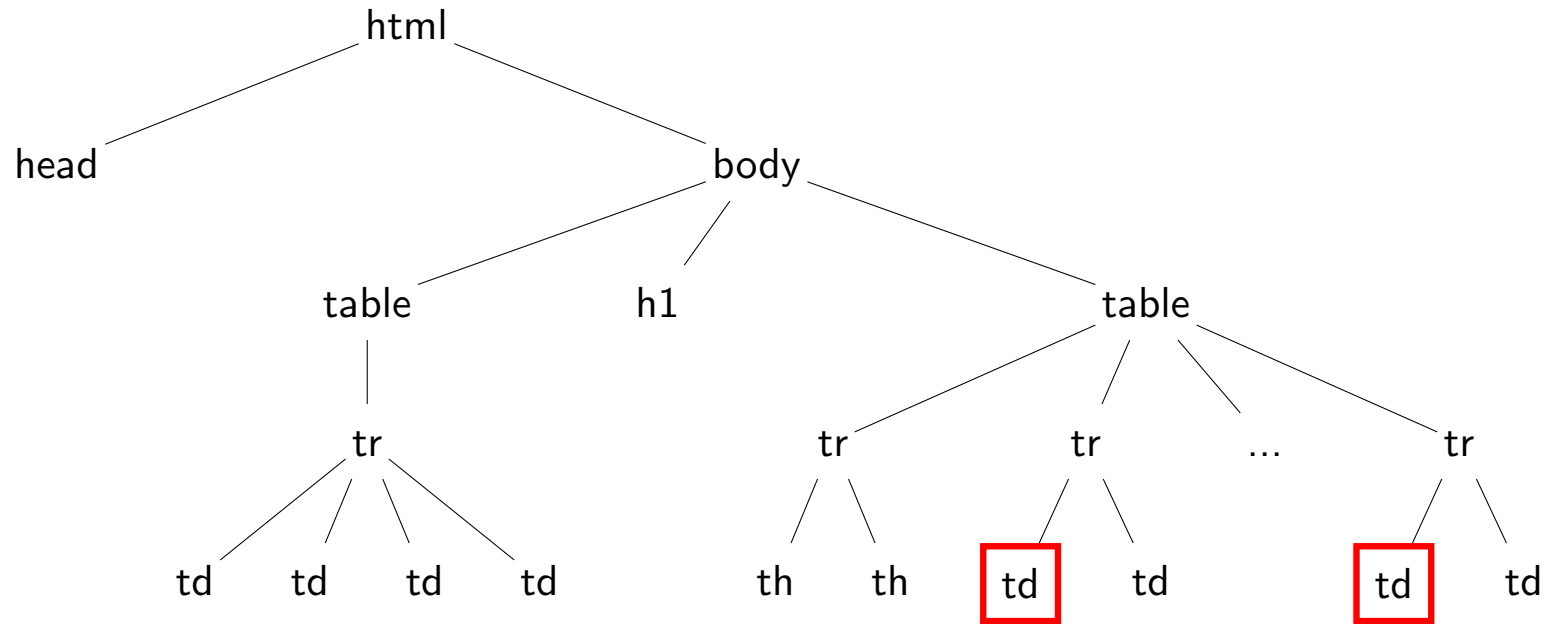 html
head body
table h1 table
tr tr tr ... tr
td td td td th th td td td td